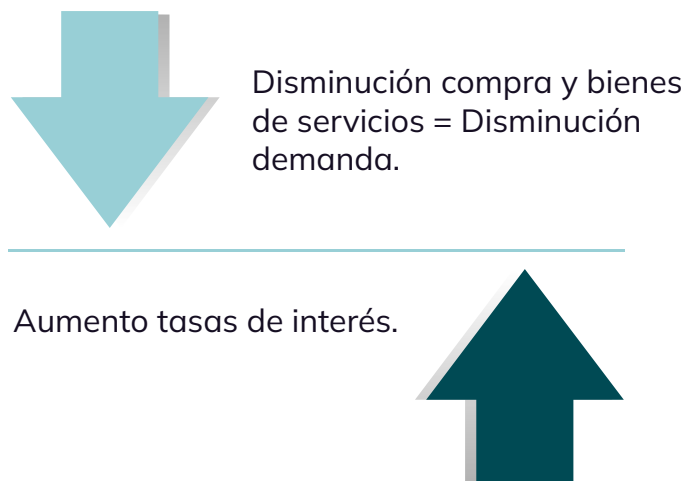 Disminución compra y bienes
de servicios = Disminución
demanda.
Aumento tasas de interés.